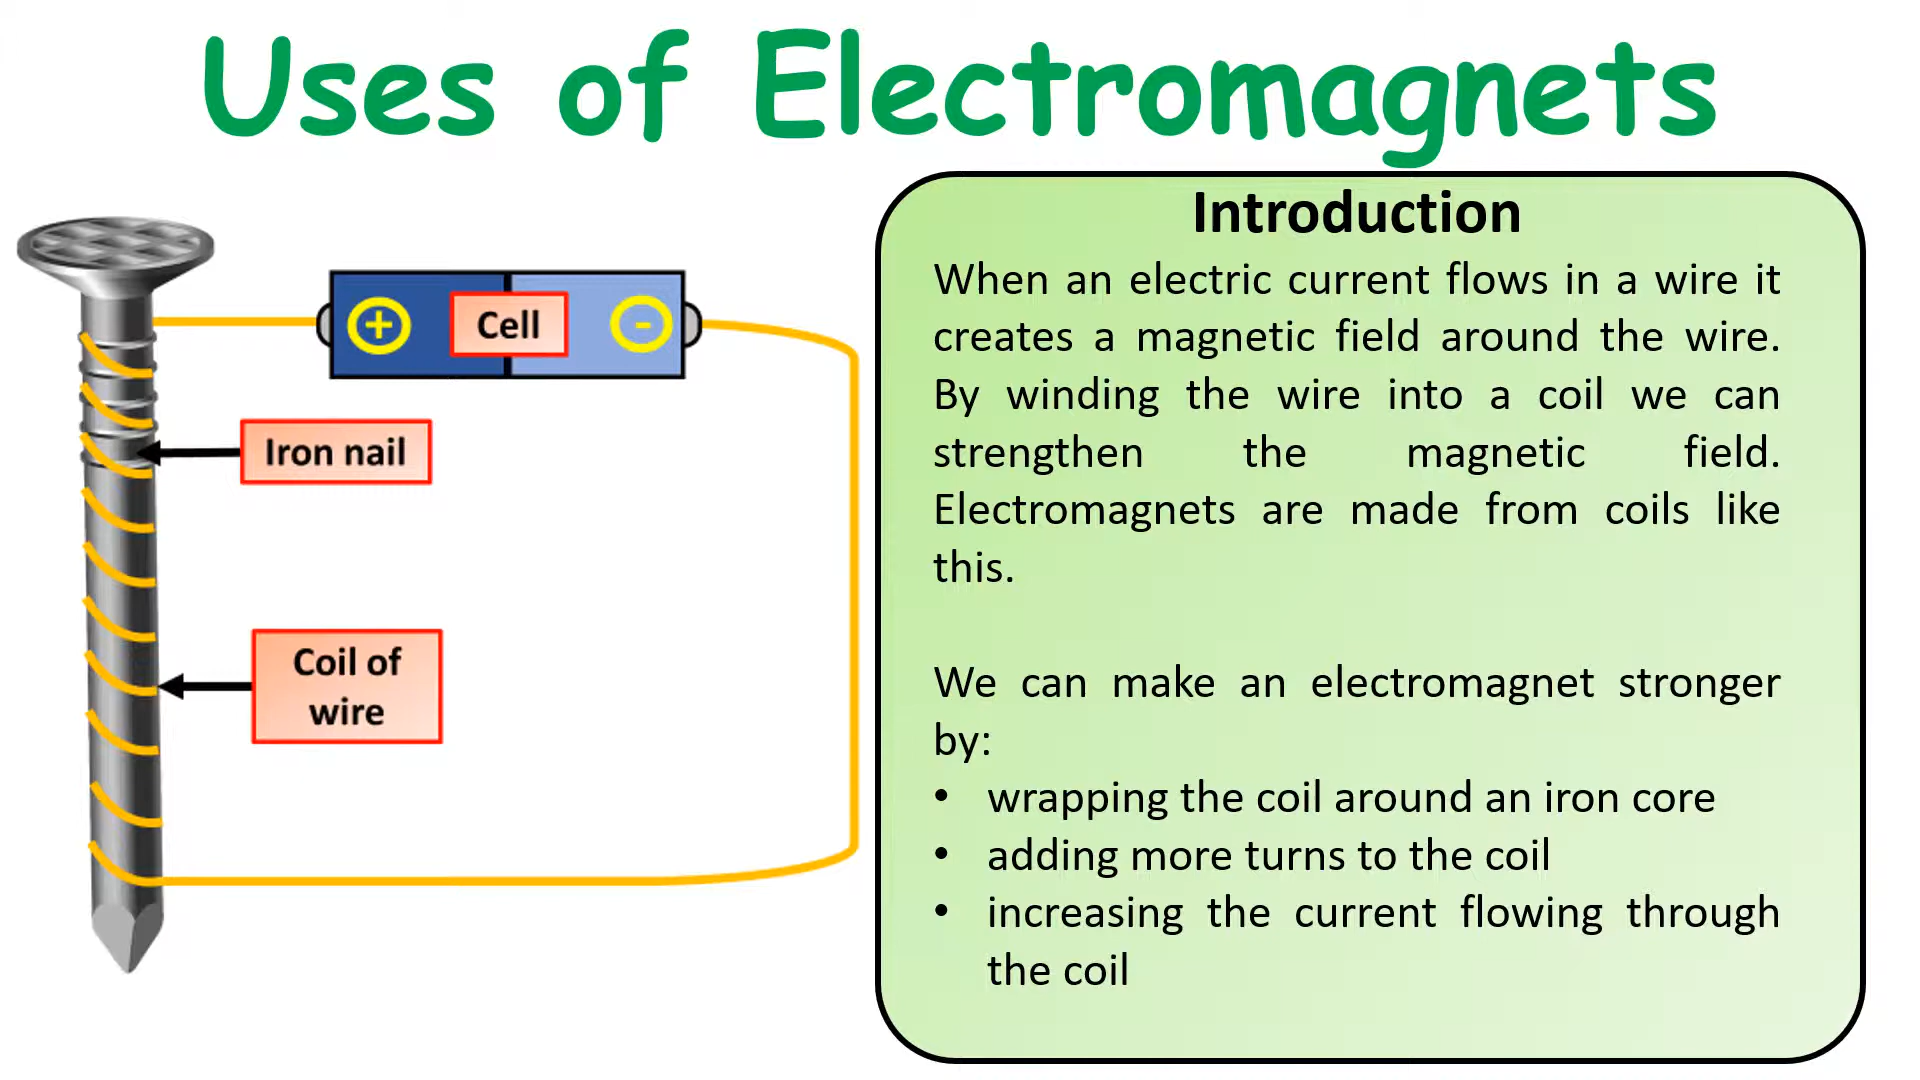 Uses of Electromagnets
+
Cell
-
Iron nail
Coil of
wire
Introduction
When an electric current flows in a wire it
creates a magnetic field around the wire.
By winding the wire into a coil we can
strengthen the magnetic field.
Electromagnets are made from coils like
this.
We can make an electromagnet stronger
by:
• wrapping the coil around an iron core
• adding more turns to the coil
• increasing the current flowing through
the coil